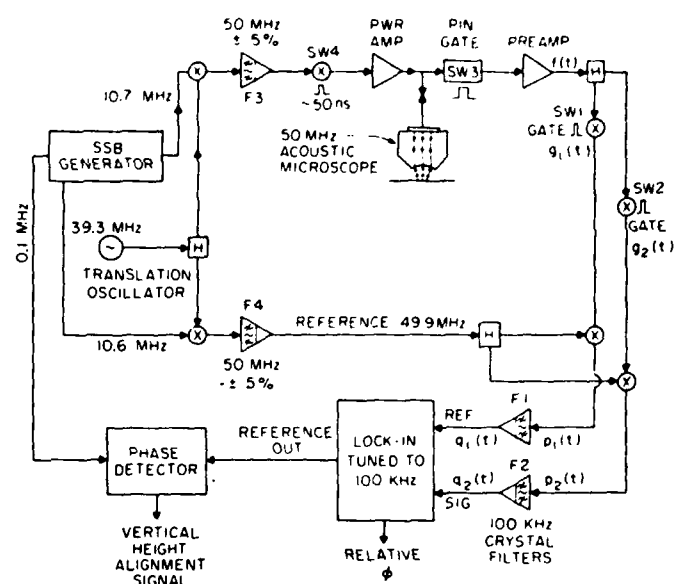 50 MHz
± 5%
F3
SW4
~50ns
PWR
AMP
PIN
GATE
SW3
PREAMP
f(t)
H
SW1
GATE
g₁(t)
SW2
GATE
g₂(t)
10.7 MHz
SSB
GENERATOR
50 MHz
ACOUSTIC
MICROSCOPE
0.1 MHz
39.3 MHz
~
H
TRANSLATION
OSCILLATOR
10.6 MHz
F4
50 MHz
-± 5%
REFERENCE 49.9MHz
H
PHASE
DETECTOR
REFERENCE
OUT
LOCK-IN
TUNED TO
100 KHz
REF
q₁(t)
F1
p₁(t)
q₂(t)
SIG
F2
p₂(t)
100 KHz
CRYSTAL
FILTERS
VERTICAL
HEIGHT
ALIGNMENT
SIGNAL
RELATIVE
ϕ